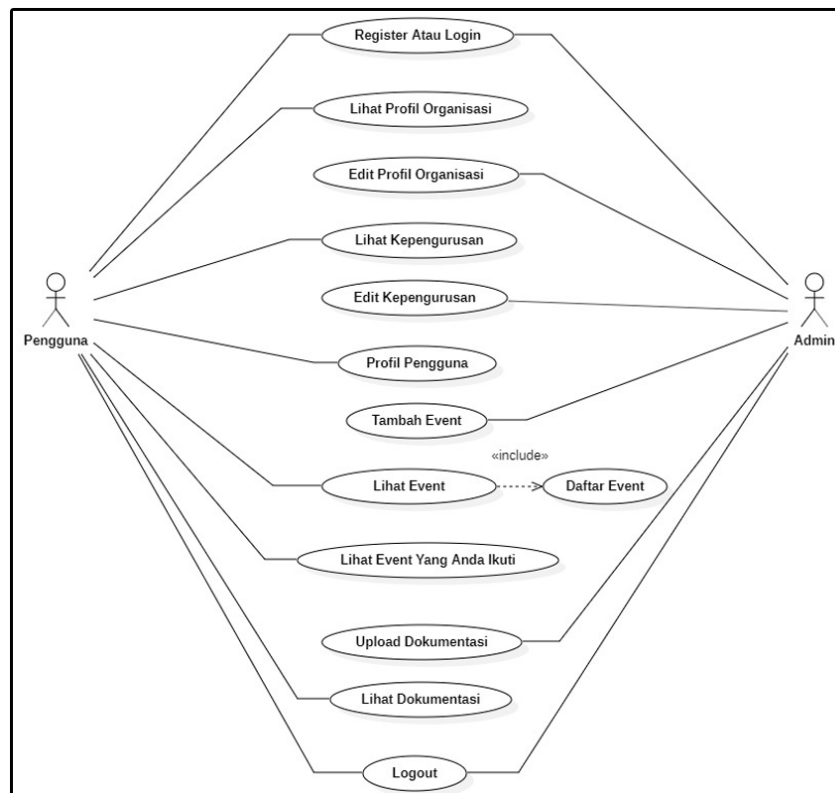 Register Atau Login
Lihat Profil Organisasi
Edit Profil Organisasi
Lihat Kepengurusan
Edit Kepengurusan
Pengguna
Admin
Profil Pengguna
Tambah Event
«include»
Lihat Event
Daftar Event
Lihat Event Yang Anda Ikuti
Upload Dokumentasi
Lihat Dokumentasi
Logout